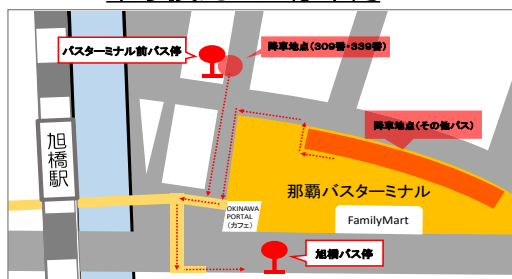 バスターミナル前バス停
降車地点(309番・339番)
降車地点(その他バス)
旭橋駅
那覇バスターミナル
OKINAWA
PORTAL
(カフェ)
FamilyMart
旭橋バス停